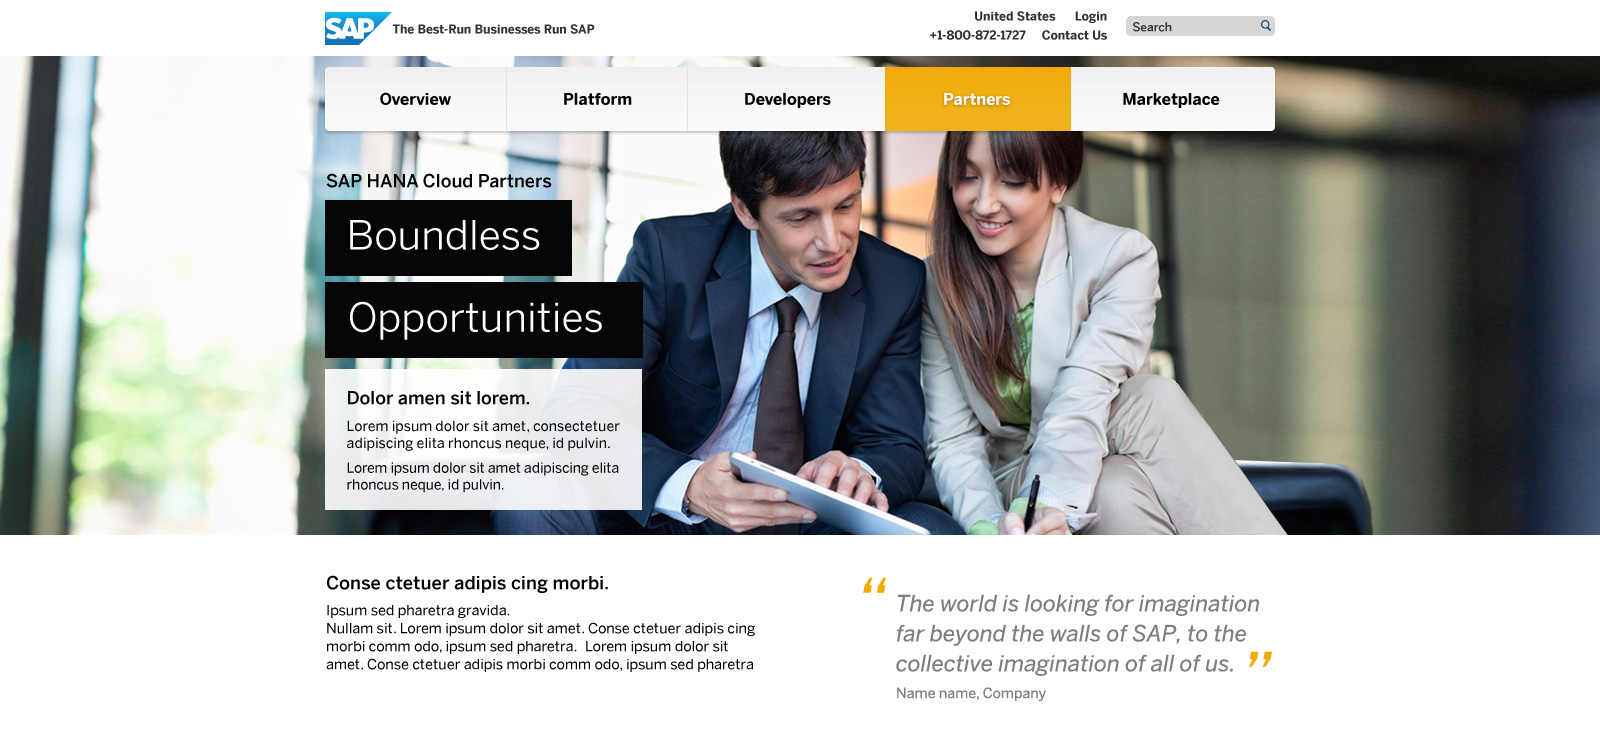 SAP
The Best-Run Businesses Run SAP
United States Login
+1-800-872-1727 Contact Us
Search
Overview Platform Developers Partners Marketplace
SAP HANA Cloud Partners
Boundless
Opportunities
Dolor amen sit lorem.
Lorem ipsum dolor sit amet, consectetuer
adipiscing elita rhoncus neque, id pulvin.
Lorem ipsum dolor sit amet adipiscing elita
rhoncus neque, id pulvin.
Conse ctetuer adipis cing morbi.
Ipsum sed pharetra gravida.
Nullam sit. Lorem ipsum dolor sit amet. Conse ctetuer adipis cing
morbi comm odo, ipsum sed pharetra.  Lorem ipsum dolor sit
amet. Conse ctetuer adipis morbi comm odo, ipsum sed pharetra
“ The world is looking for imagination
far beyond the walls of SAP, to the
collective imagination of all of us. ”
Name name, Company